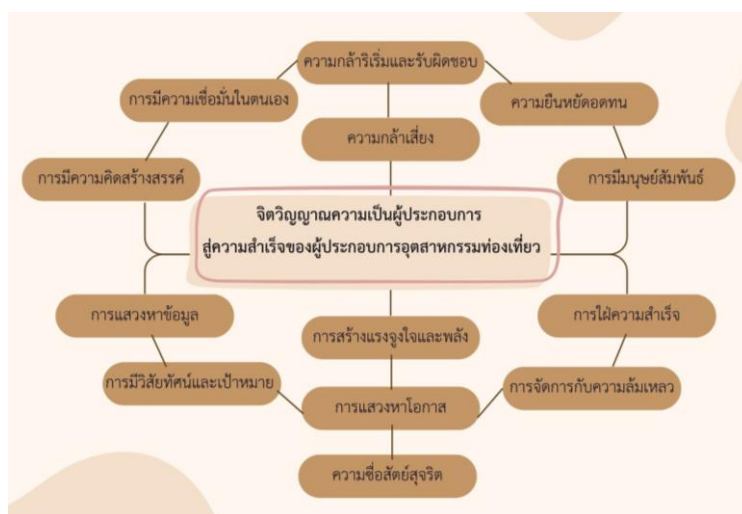 ความกล้าริเริ่มและรับผิดชอบ
การมีความเชื่อมั่นในตนเอง
ความยืนหยัดอดทน
ความกล้าเสี่ยง
การมีความคิดสร้างสรรค์
การมีมนุษย์สัมพันธ์
จิตวิญญาณความเป็นผู้ประกอบการ
สู่ความสำเร็จของผู้ประกอบการอุตสาหกรรมท่องเที่ยว
การแสวงหาข้อมูล
การใฝ่ความสำเร็จ
การสร้างแรงจูงใจและพลัง
การมีวิสัยทัศน์และเป้าหมาย
การจัดการกับความล้มเหลว
การแสวงหาโอกาส
ความซื่อสัตย์สุจริต